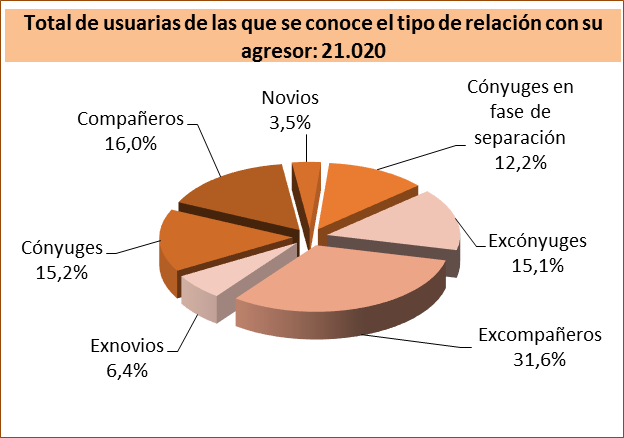 Total de usuarias de las que se conoce el tipo de relación con su
agresor: 21.020
Novios
3,5%
Cónyuges en
fase de
separación
12,2%
Compañeros
16,0%
Excónyuges
15,1%
Cónyuges
15,2%
Excompañeros
31,6%
Exnovios
6,4%